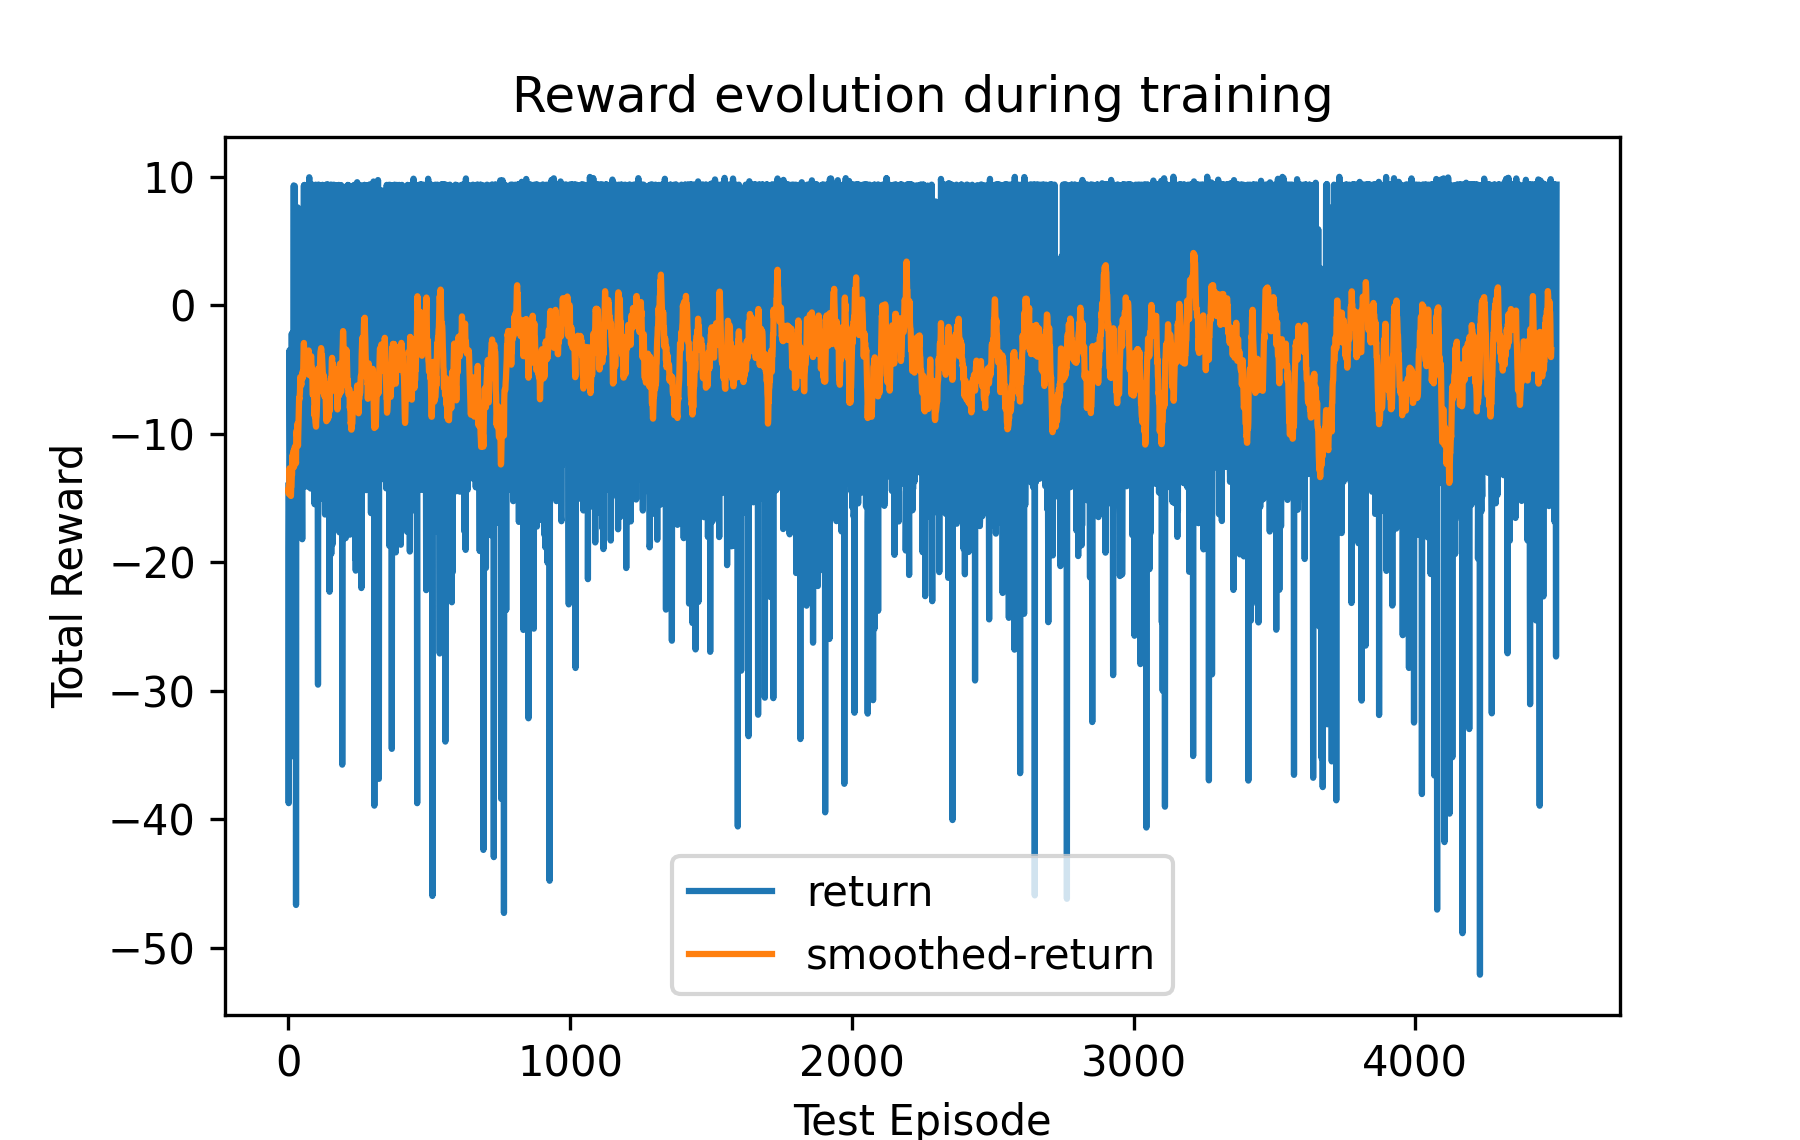 Reward evolution during training
10
0
−10
−20
−30
−40
−50
Total Reward
return
smoothed-return
0 1000 2000 3000 4000
Test Episode